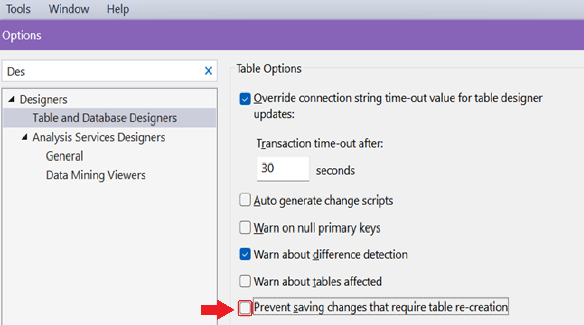 Tools Window Help
Options
Des
Designers
Table and Database Designers
Analysis Services Designers
General
Data Mining Viewers
Table Options
Override connection string time-out value for table designer
updates:
Transaction time-out after:
30 seconds
Auto generate change scripts
Warn on null primary keys
Warn about difference detection
Warn about tables affected
Prevent saving changes that require table re-creation